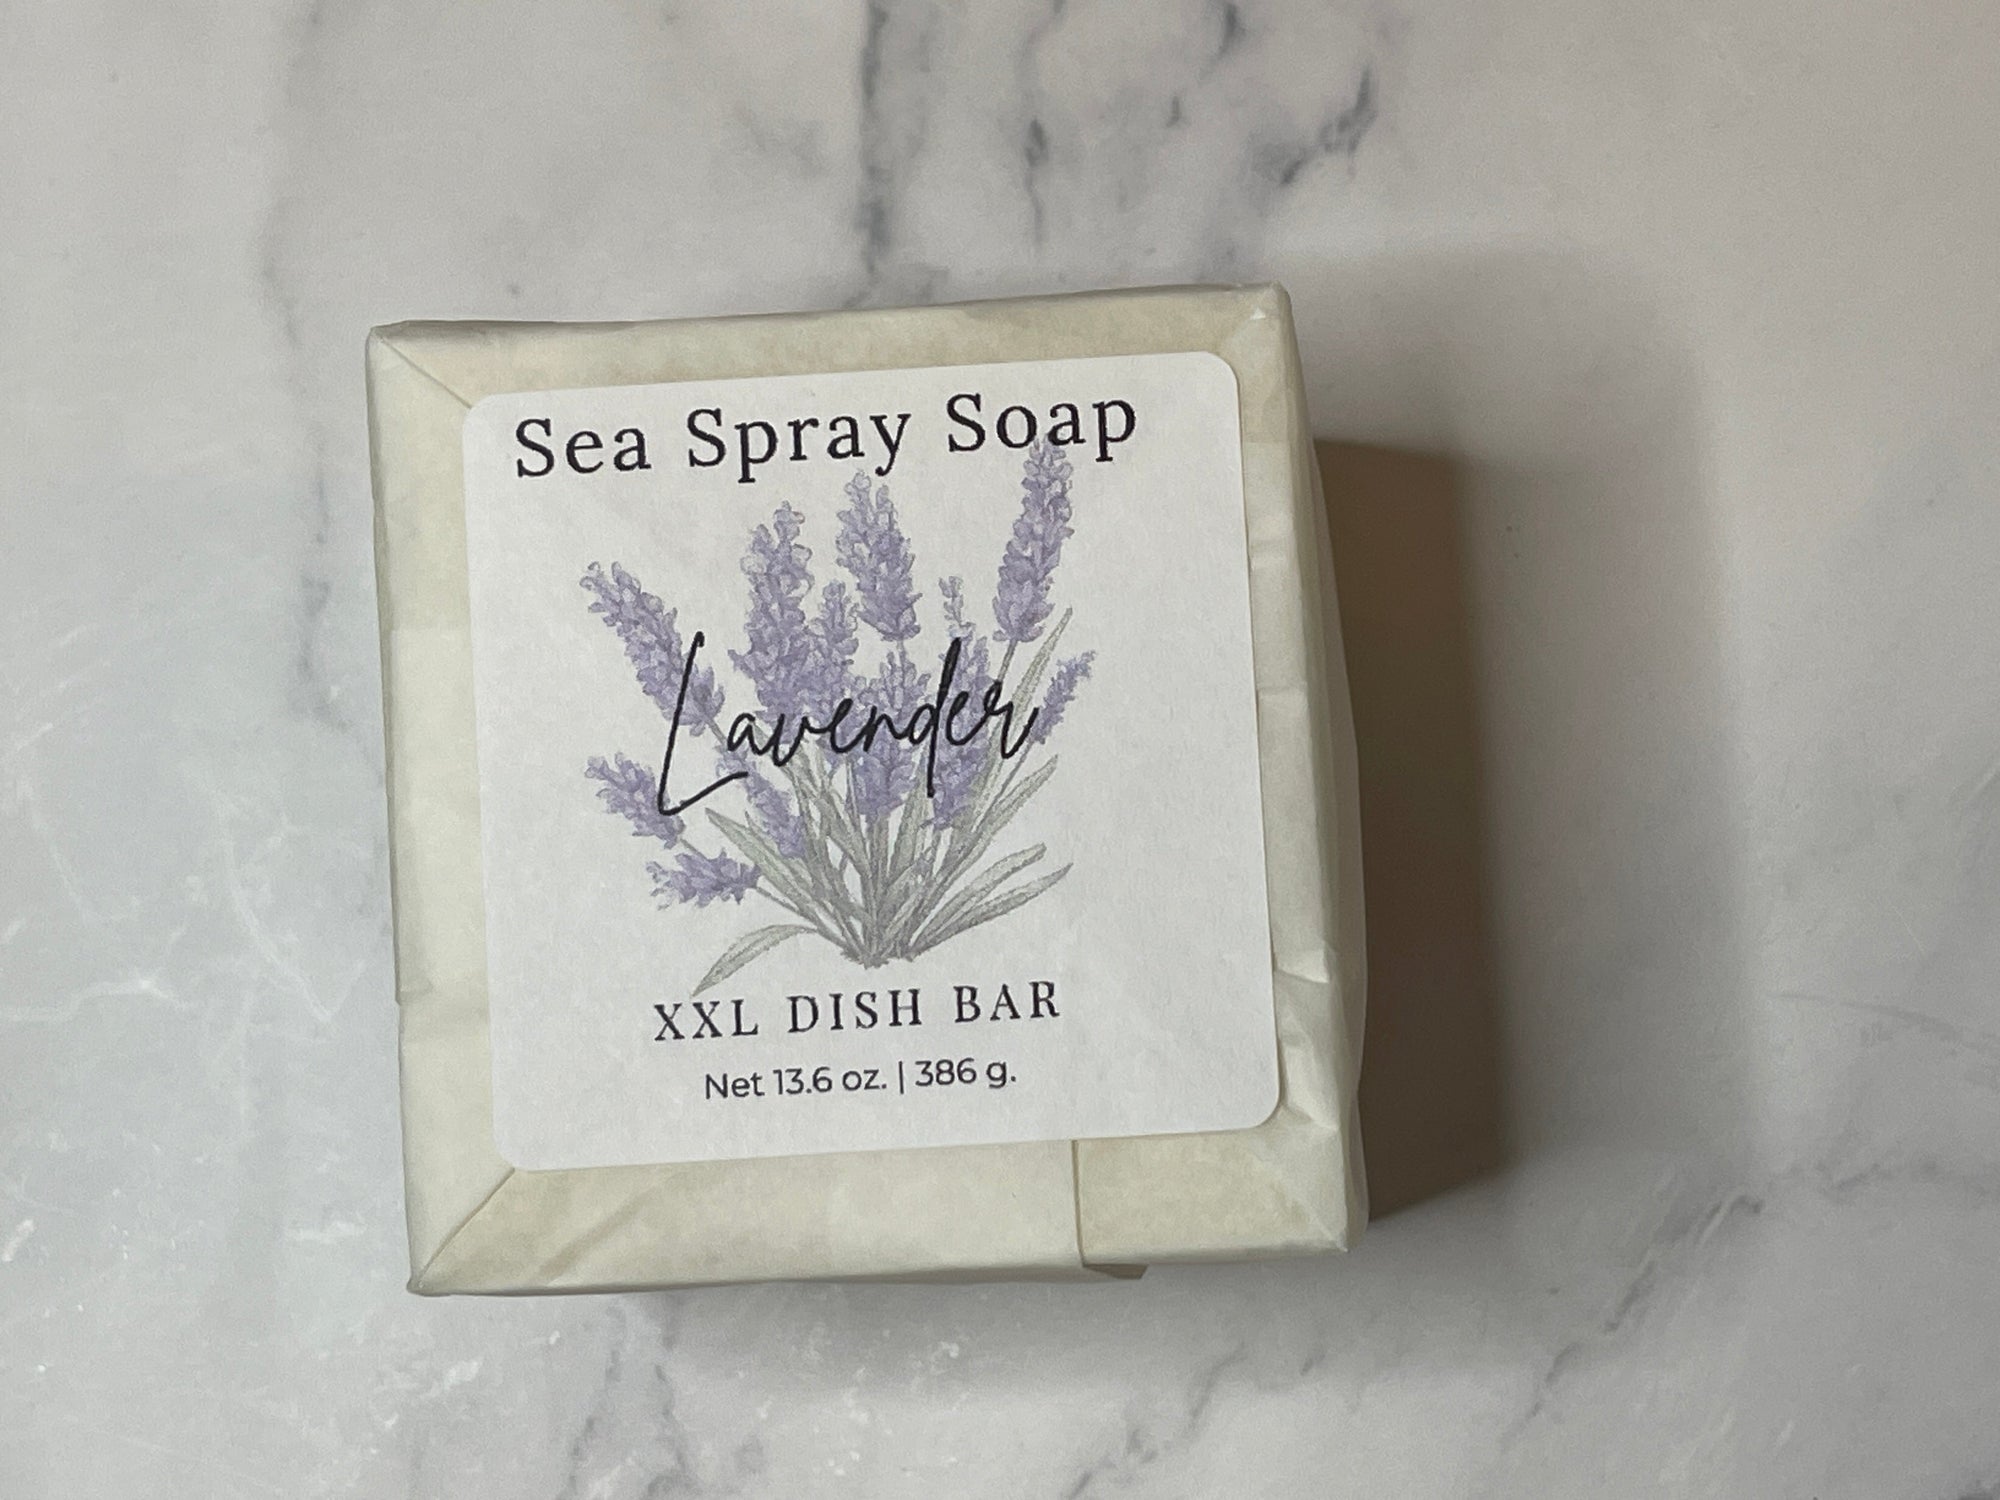 Sea Spray Soap
Lavender
XXL DISH BAR
Net 13.6 oz. | 386 g.